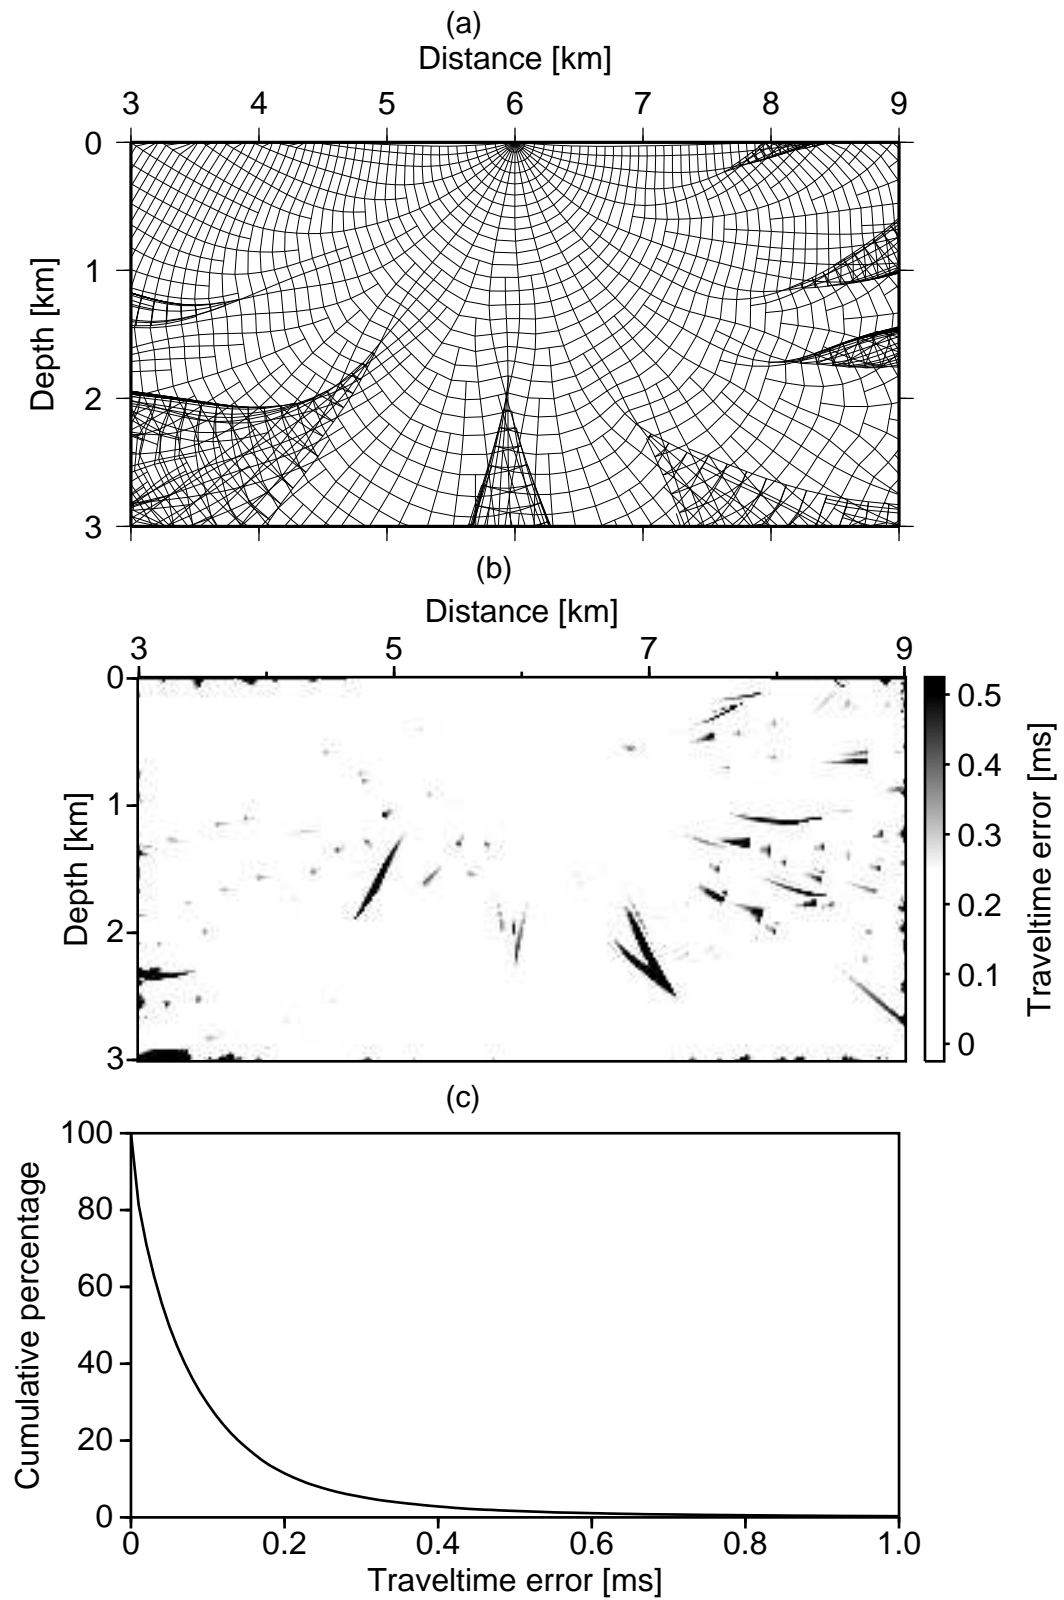 (a)
Distance [km]
3 4 5 6 7 8 9
0
1
2
3
Depth [km]
(b)
Distance [km]
3 5 7 9
0
1
2
3
Depth [km]
0.5
0.4
0.3
0.2
0.1
0
Traveltime error [ms]
(c)
100
80
60
40
20
0
Cumulative percentage
0 0.2 0.4 0.6 0.8 1.0
Traveltime error [ms]